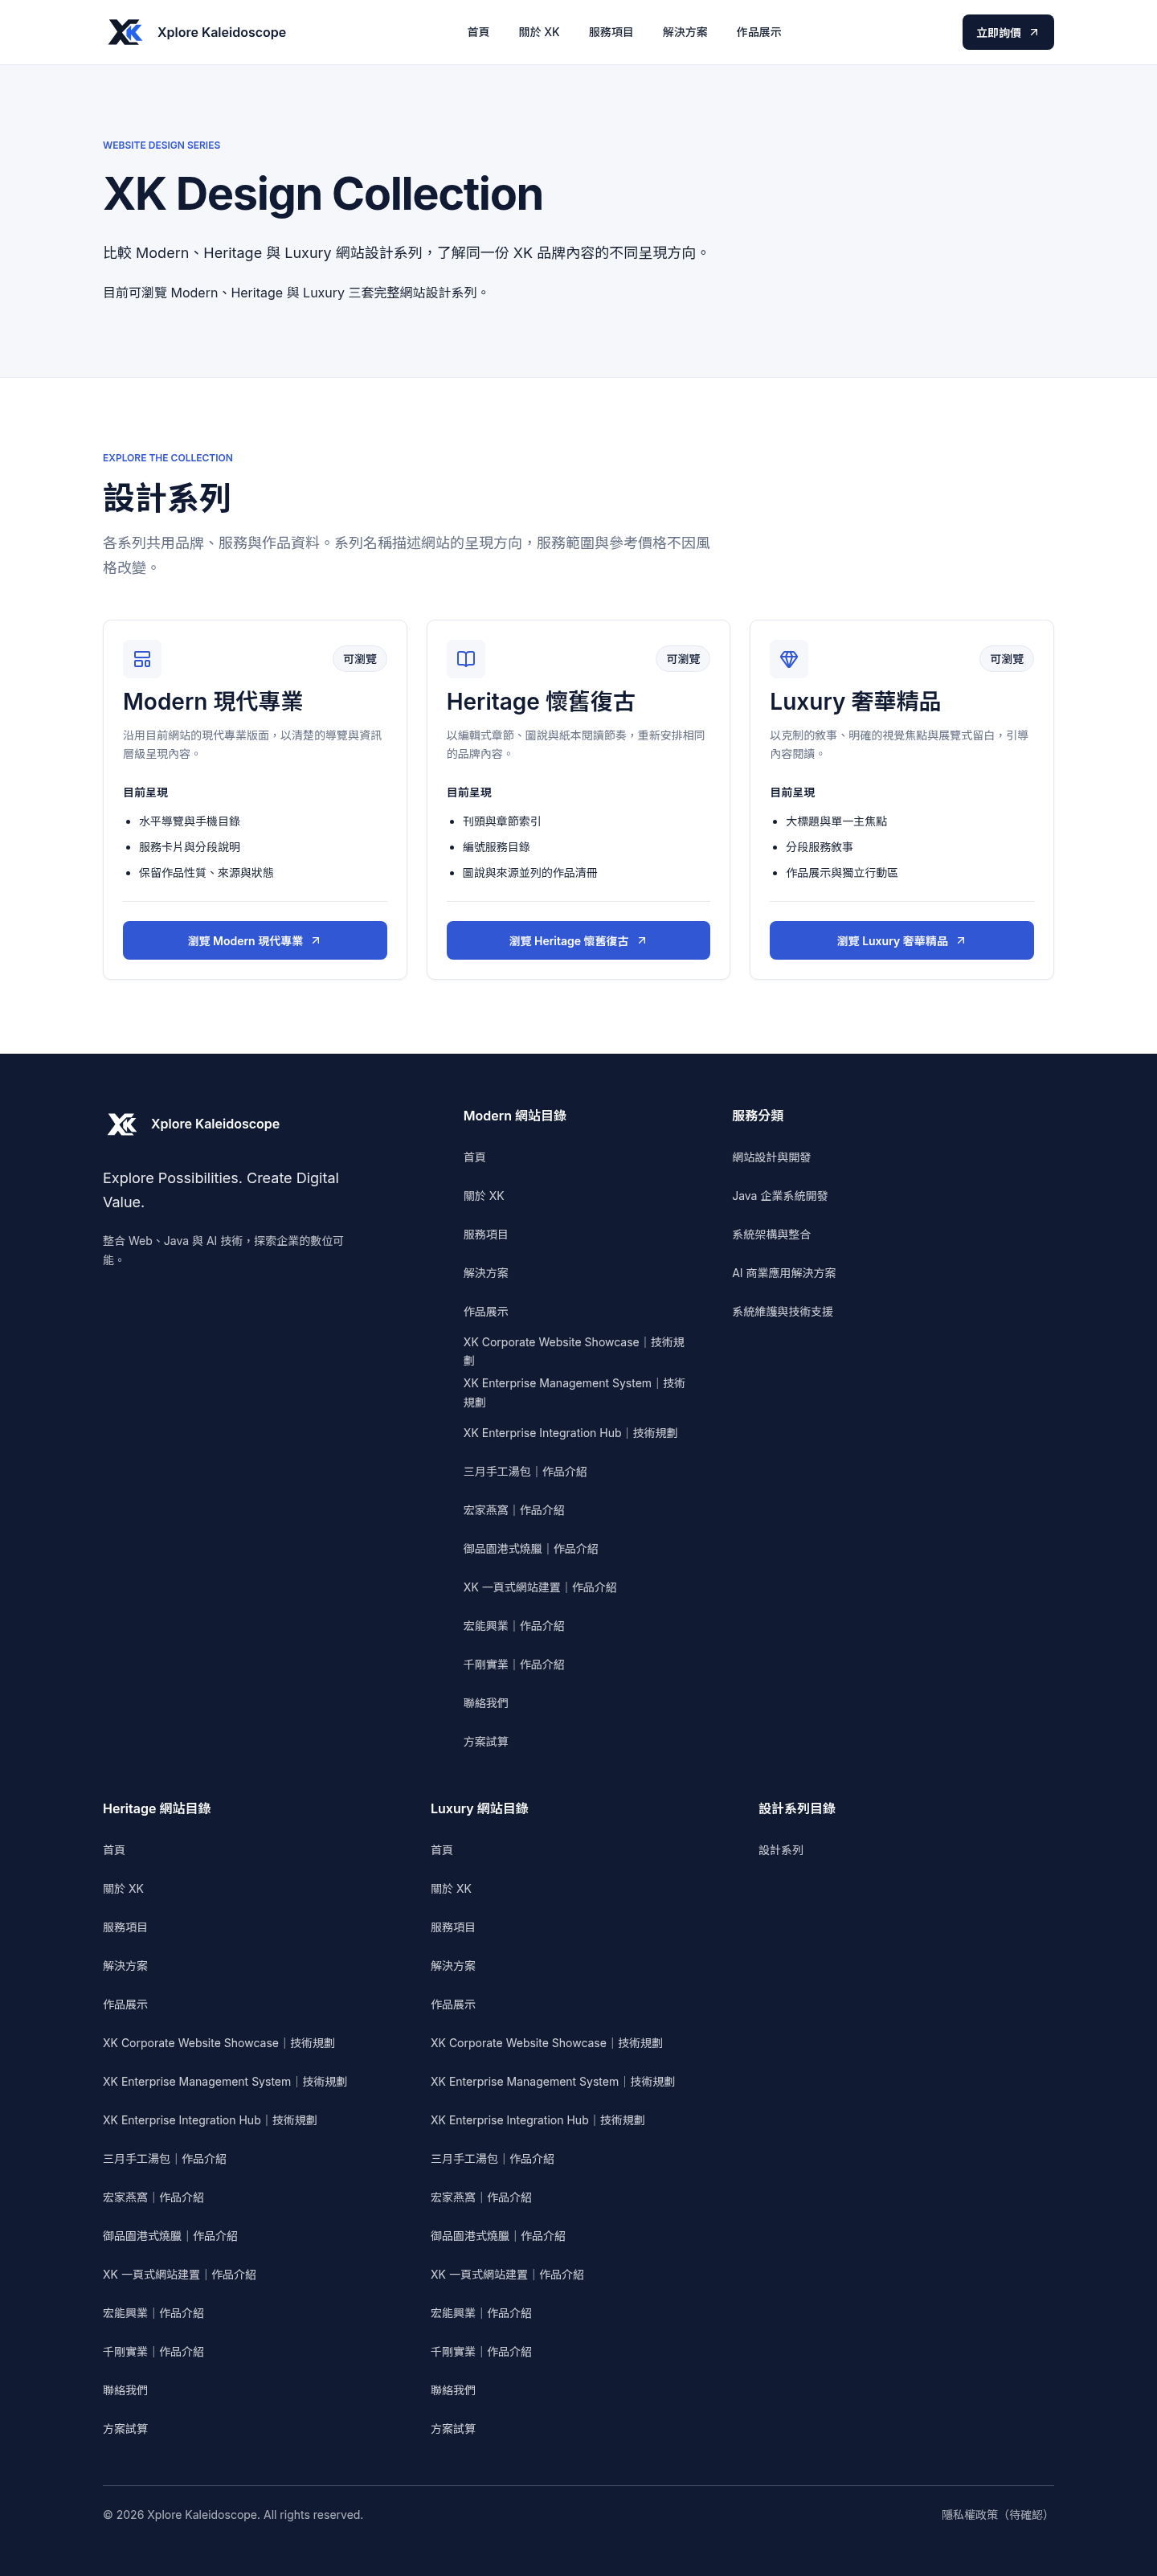 Xplore Kaleidoscope
首頁
關於 XK
服務項目
解決方案
作品展示
立即詢價
WEBSITE DESIGN SERIES
XK Design Collection
比較 Modern、Heritage 與 Luxury 網站設計系列，了解同一份 XK 品牌內容的不同呈現方向。
目前可瀏覽 Modern、Heritage 與 Luxury 三套完整網站設計系列。
EXPLORE THE COLLECTION
設計系列
各系列共用品牌、服務與作品資料。系列名稱描述網站的呈現方向，服務範圍與參考價格不因風
格改變。
可瀏覽
Modern 現代專業
沿用目前網站的現代專業版面，以清楚的導覽與資訊
層級呈現內容。
目前呈現
水平導覽與手機目錄
服務卡片與分段說明
保留作品性質、來源與狀態
瀏覽 Modern 現代專業
可瀏覽
Heritage 懷舊復古
以編輯式章節、圖說與紙本閱讀節奏，重新安排相同
的品牌內容。
目前呈現
刊頭與章節索引
編號服務目錄
圖說與來源並列的作品清冊
瀏覽 Heritage 懷舊復古
可瀏覽
Luxury 奢華精品
以克制的敘事、明確的視覺焦點與展覽式留白，引導
內容閱讀。
目前呈現
大標題與單一主焦點
分段服務敘事
作品展示與獨立行動區
瀏覽 Luxury 奢華精品
Xplore Kaleidoscope
Explore Possibilities. Create Digital
Value.
整合 Web、Java 與 AI 技術，探索企業的數位可
能。
Modern 網站目錄
首頁
關於 XK
服務項目
解決方案
作品展示
XK Corporate Website Showcase｜技術規
劃
XK Enterprise Management System｜技術
規劃
XK Enterprise Integration Hub｜技術規劃
三月手工湯包｜作品介紹
宏家燕窩｜作品介紹
御品園港式燒臘｜作品介紹
XK 一頁式網站建置｜作品介紹
宏能興業｜作品介紹
千剛實業｜作品介紹
聯絡我們
方案試算
服務分類
網站設計與開發
Java 企業系統開發
系統架構與整合
AI 商業應用解決方案
系統維護與技術支援
Heritage 網站目錄
首頁
關於 XK
服務項目
解決方案
作品展示
XK Corporate Website Showcase｜技術規劃
XK Enterprise Management System｜技術規劃
XK Enterprise Integration Hub｜技術規劃
三月手工湯包｜作品介紹
宏家燕窩｜作品介紹
御品園港式燒臘｜作品介紹
XK 一頁式網站建置｜作品介紹
宏能興業｜作品介紹
千剛實業｜作品介紹
聯絡我們
方案試算
Luxury 網站目錄
首頁
關於 XK
服務項目
解決方案
作品展示
XK Corporate Website Showcase｜技術規劃
XK Enterprise Management System｜技術規劃
XK Enterprise Integration Hub｜技術規劃
三月手工湯包｜作品介紹
宏家燕窩｜作品介紹
御品園港式燒臘｜作品介紹
XK 一頁式網站建置｜作品介紹
宏能興業｜作品介紹
千剛實業｜作品介紹
聯絡我們
方案試算
設計系列目錄
設計系列
© 2026 Xplore Kaleidoscope. All rights reserved.
隱私權政策（待確認）